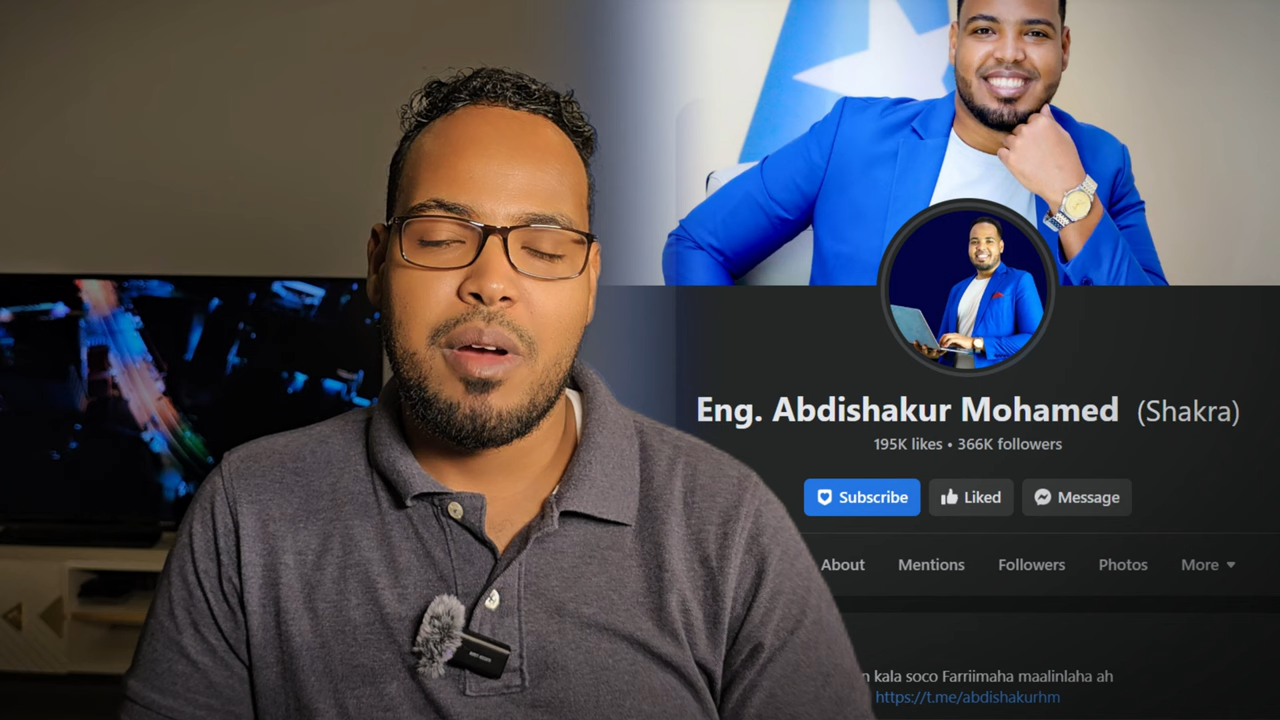 Eng. Abdishakur Mohamed (Shakra)
195K likes • 366K followers
Subscribe Liked Message
About Mentions Followers Photos More
kala soco Farriimaha maalinlaha ah
https://t.me/abdishakurhm